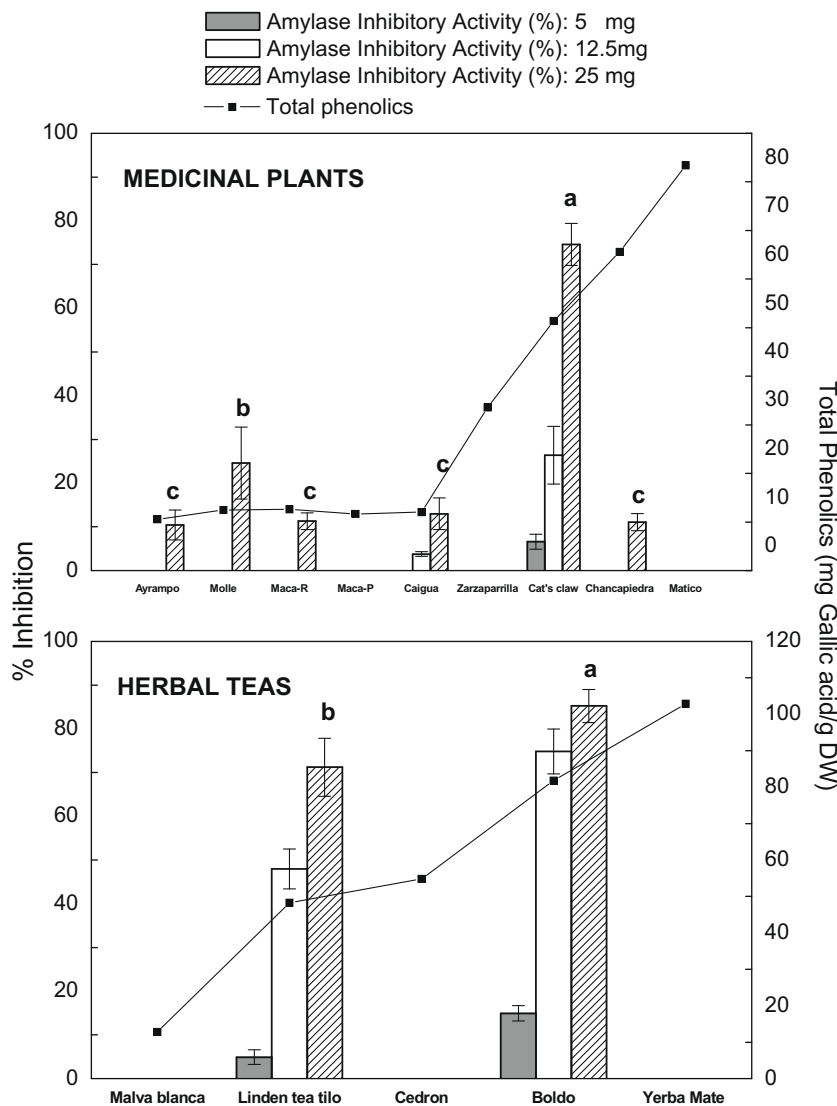 Amylase Inhibitory Activity (%): 5 mg
Amylase Inhibitory Activity (%): 12.5mg
Amylase Inhibitory Activity (%): 25 mg
Total phenolics
MEDICINAL PLANTS
100
80
60
40
20
0
80
70
60
50
40
30
20
10
0
c
b
c
c
a
c
Ayrampo Molle Maca-R Maca-P Caigua Zarzaparrilla Cat's claw Chancapiedra Matico
% Inhibition
Total Phenolics (mg Gallic acid/g DW)
HERBAL TEAS
100
80
60
40
20
0
120
100
80
60
40
20
0
b
a
Malva blanca Linden tea tilo Cedron Boldo Yerba Mate